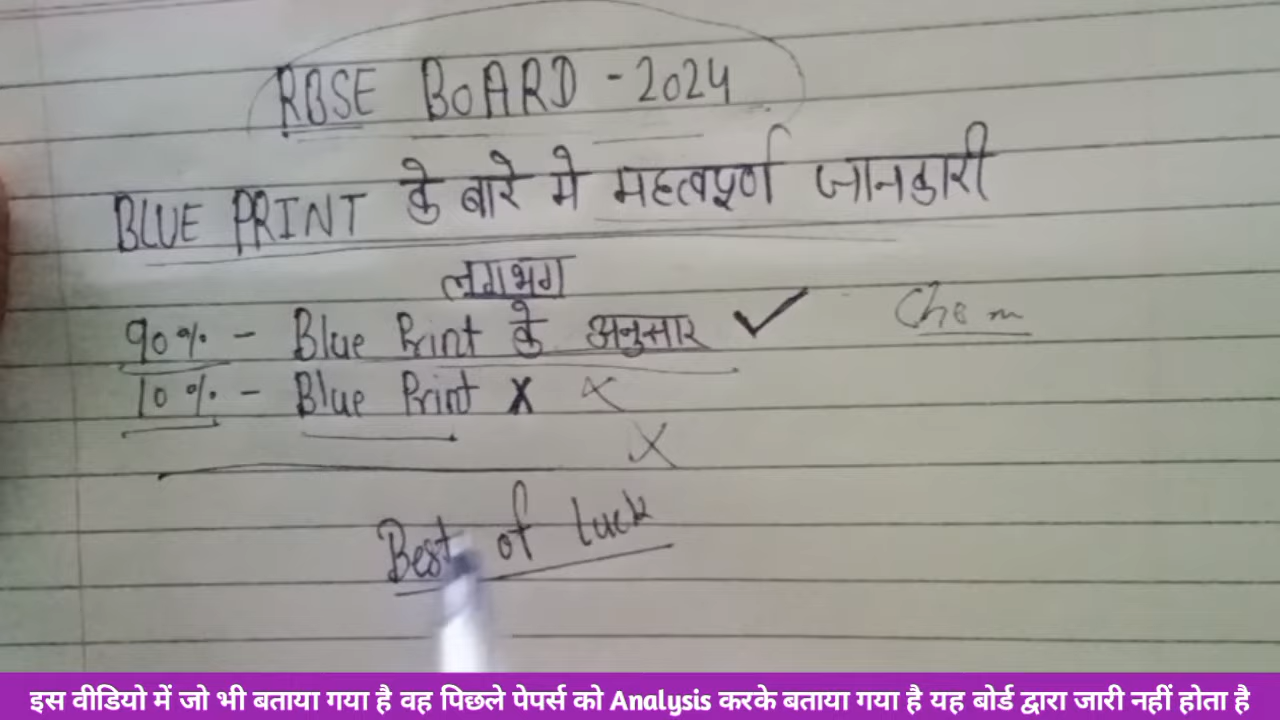 RBSE BOARD - 2024
BLUE PRINT के बारे मे महत्वपूर्ण जानकारी
लगभग
90% - Blue Print के अनुसार ✓ Chem
10% - Blue Print X X
X
Best of luck
इस वीडियो में जो भी बताया गया है वह पिछले पेपर्स को Analysis करके बताया गया है यह बोर्ड द्वारा जारी नहीं होता है